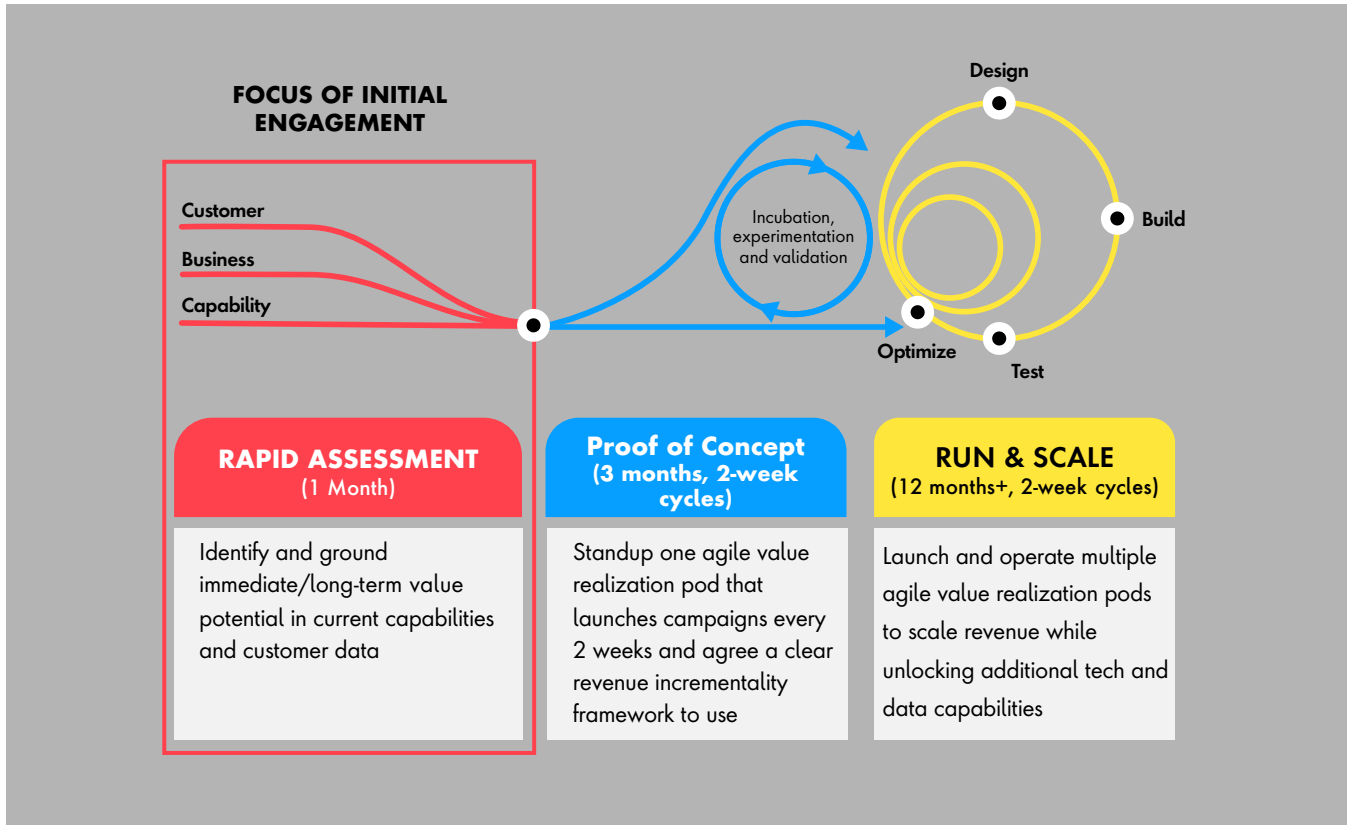 FOCUS OF INITIAL
ENGAGEMENT
Customer
Business
Capability
Incubation,
experimentation
and validation
Design
Build
Optimize
Test
RAPID ASSESSMENT
(1 Month)
Identify and ground
immediate/long-term value
potential in current capabilities
and customer data
Proof of Concept
(3 months, 2-week
cycles)
Standup one agile value
realization pod that
launches campaigns every
2 weeks and agree a clear
revenue incrementality
framework to use
RUN & SCALE
(12 months+, 2-week cycles)
Launch and operate multiple
agile value realization pods
to scale revenue while
unlocking additional tech and
data capabilities